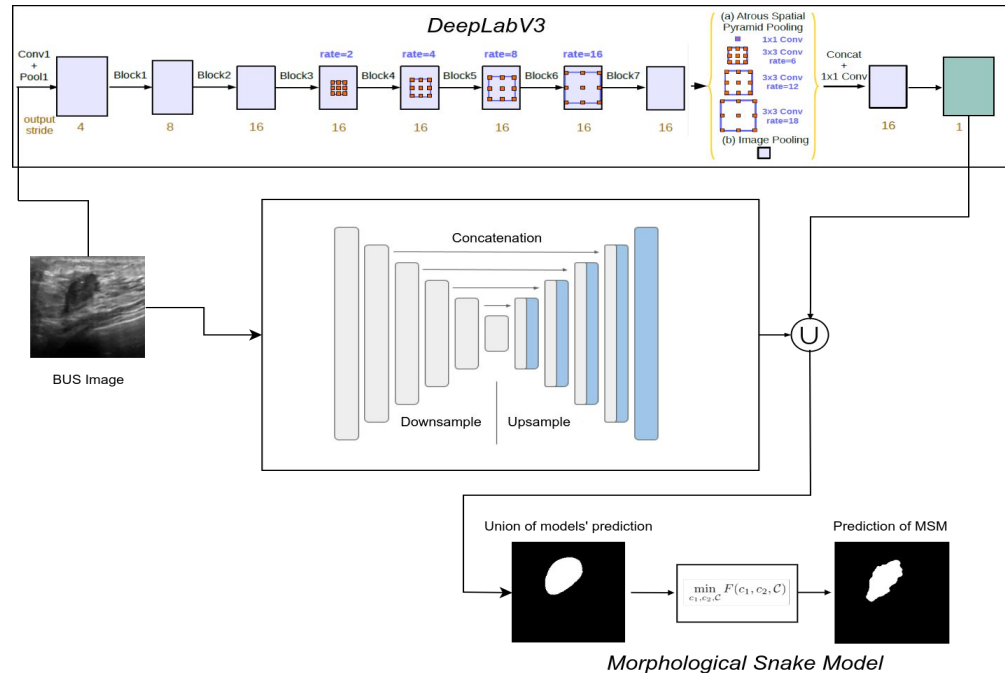 DeepLabV3
Conv1
+
Pool1
Block1
Block2
Block3
rate=2
Block4
rate=4
Block5
rate=8
Block6
rate=16
Block7
(a) Atrous Spatial
Pyramid Pooling
1x1 Conv
3x3 Conv
rate=6
3x3 Conv
rate=12
3x3 Conv
rate=18
(b) Image Pooling
Concat
+
1x1 Conv
output
stride
4
8
16
16
16
16
16
16
16
1
Concatenation
Downsample
Upsample
U
BUS Image
Union of models' prediction
Prediction of MSM
min F(c₁, c₂, C)
c₁,c₂,C
Morphological Snake Model